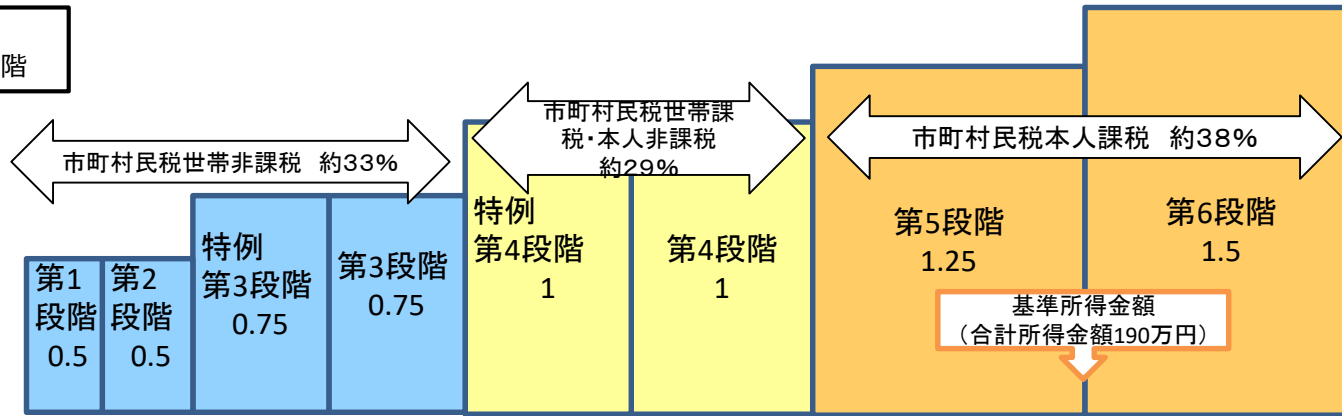 階
市町村民税世帯非課税 約33%
市町村民税世帯課
税・本人非課税
約29%
市町村民税本人課税 約38%
第1
段階
0.5
第2
段階
0.5
特例
第3段階
0.75
第3段階
0.75
特例
第4段階
1
第4段階
1
第5段階
1.25
第6段階
1.5
基準所得金額
（合計所得金額190万円）